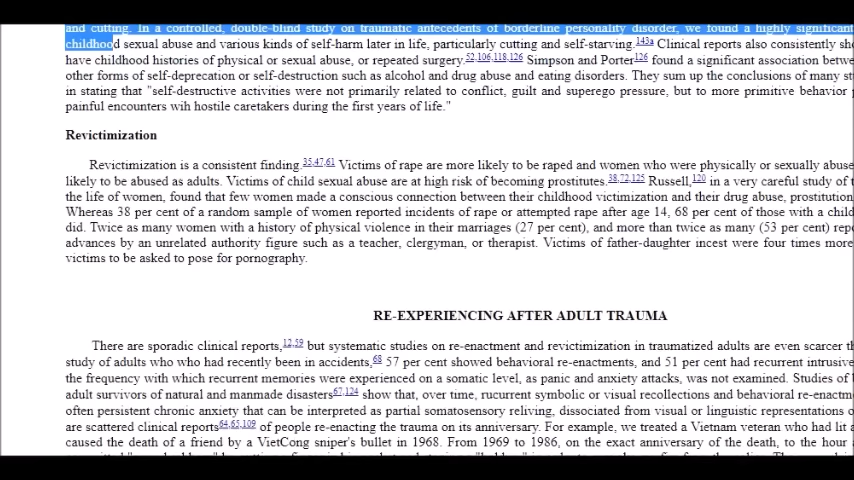 and cutting. In a controlled, double-blind study on traumatic antecedents of borderline personality disorder, we found a highly significant
childhood sexual abuse and various kinds of self-harm later in life, particularly cutting and self-starving.143a Clinical reports also consistently
have childhood histories of physical or sexual abuse, or repeated surgery.52,106,118,126 Simpson and Porter126 found a significant association
other forms of self-deprecation or self-destruction such as alcohol and drug abuse and eating disorders. They sum up the conclusions of many
in stating that "self-destructive activities were not primarily related to conflict, guilt and superego pressure, but to more primitive behavior
painful encounters wih hostile caretakers during the first years of life."
Revictimization
Revictimization is a consistent finding.35,47,61 Victims of rape are more likely to be raped and women who were physically or sexually abuse
likely to be abused as adults. Victims of child sexual abuse are at high risk of becoming prostitutes.38,72,125 Russell,120 in a very careful study of
the life of women, found that few women made a conscious connection between their childhood victimization and their drug abuse, prostitution
Whereas 38 per cent of a random sample of women reported incidents of rape or attempted rape after age 14, 68 per cent of those with a child
did. Twice as many women with a history of physical violence in their marriages (27 per cent), and more than twice as many (53 per cent) repo
advances by an unrelated authority figure such as a teacher, clergyman, or therapist. Victims of father-daughter incest were four times more
victims to be asked to pose for pornography.
RE-EXPERIENCING AFTER ADULT TRAUMA
There are sporadic clinical reports,12,59 but systematic studies on re-enactment and revictimization in traumatized adults are even scarcer
study of adults who who had recently been in accidents,68 57 per cent showed behavioral re-enactments, and 51 per cent had recurrent intrusive
the frequency with which recurrent memories were experienced on a somatic level, as panic and anxiety attacks, was not examined. Studies of
adult survivors of natural and manmade disasters67,124 show that, over time, rucurrent symbolic or visual recollections and behavioral re-enactm
often persistent chronic anxiety that can be interpreted as partial somatosensory reliving, dissociated from visual or linguistic representations
are scattered clinical reports64,65,109 of people re-enacting the trauma on its anniversary. For example, we treated a Vietnam veteran who had lit
caused the death of a friend by a VietCong sniper's bullet in 1968. From 1969 to 1986, on the exact anniversary of the death, to the hour